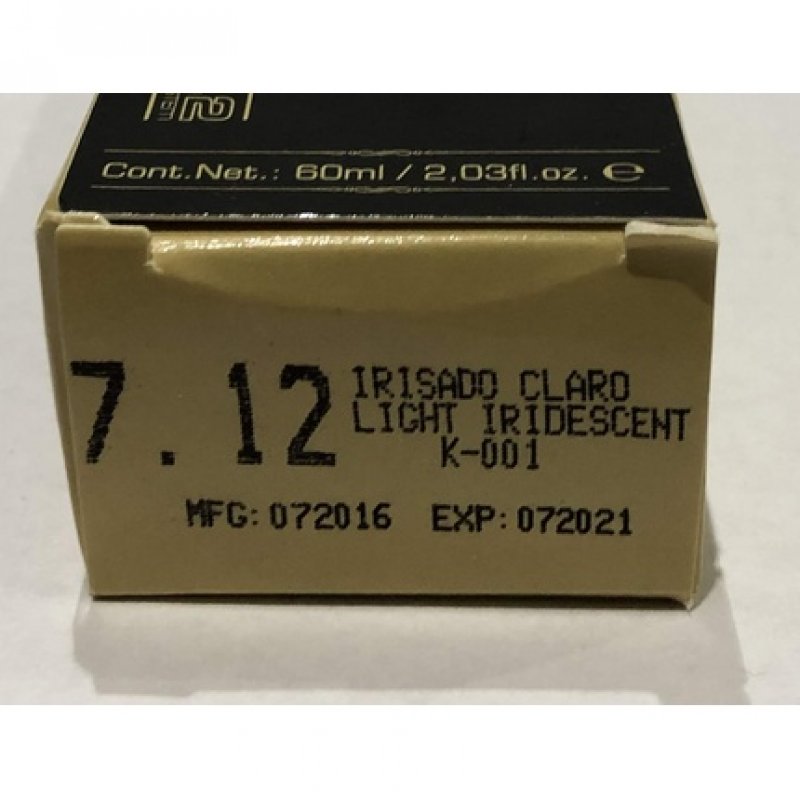 Cont.Net.: 60ml / 2,03fl.oz. ℮
7.12
IRISADO CLARO
LIGHT IRIDESCENT
K-001
MFG: 072016 EXP: 072021